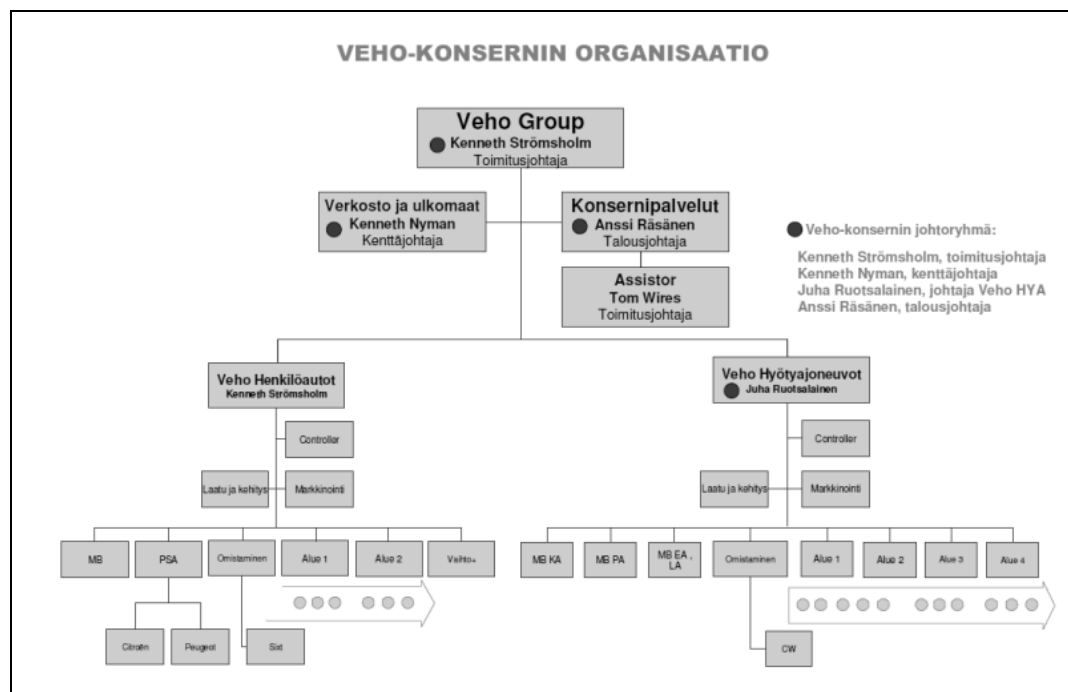 VEHO-KONSERNIN ORGANISAATIO
Veho Group
Kenneth Strömsholm
Toimitusjohtaja
Verkosto ja ulkomaat
Kenneth Nyman
Kenttäjohtaja
Konsernipalvelut
Anssi Räsänen
Talousjohtaja
Assistor
Tom Wires
Toimitusjohtaja
Veho-konsernin johtoryhmä:
Kenneth Strömsholm, toimitusjohtaja
Kenneth Nyman, kenttäjohtaja
Juha Ruotsalainen, johtaja Veho HYA
Anssi Räsänen, talousjohtaja
Veho Henkilöautot
Kenneth Strömsholm
Controller
Laatu ja kehitys
Markkinointi
MB
PSA
Omistaminen
Alue 1
Alue 2
Vaihto+
Citroën
Peugeot
Sixt
Veho Hyötyajoneuvot
Juha Ruotsalainen
Controller
Laatu ja kehitys
Markkinointi
MB KA
MB PA
MB EA ,
LA
Omistaminen
Alue 1
Alue 2
Alue 3
Alue 4
CW